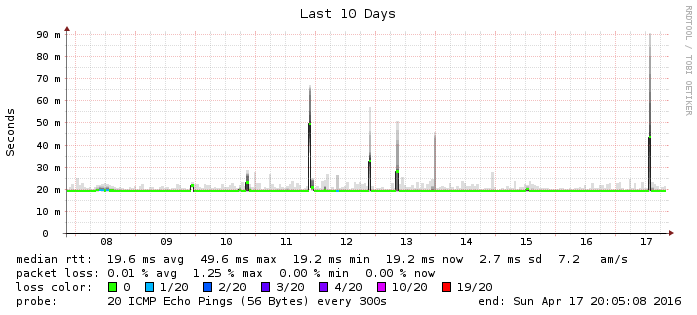 Last 10 Days
RRDTOOL / TOBI OETIKER
Seconds
90 m
80 m
70 m
60 m
50 m
40 m
30 m
20 m
10 m
0
08 09 10 11 12 13 14 15 16 17
median rtt: 19.6 ms avg 49.6 ms max 19.2 ms min 19.2 ms now 2.7 ms sd 7.2 am/s
packet loss: 0.01 % avg 1.25 % max 0.00 % min 0.00 % now
loss color: 0 1/20 2/20 3/20 4/20 10/20 19/20
probe: 20 ICMP Echo Pings (56 Bytes) every 300s end: Sun Apr 17 20:05:08 2016